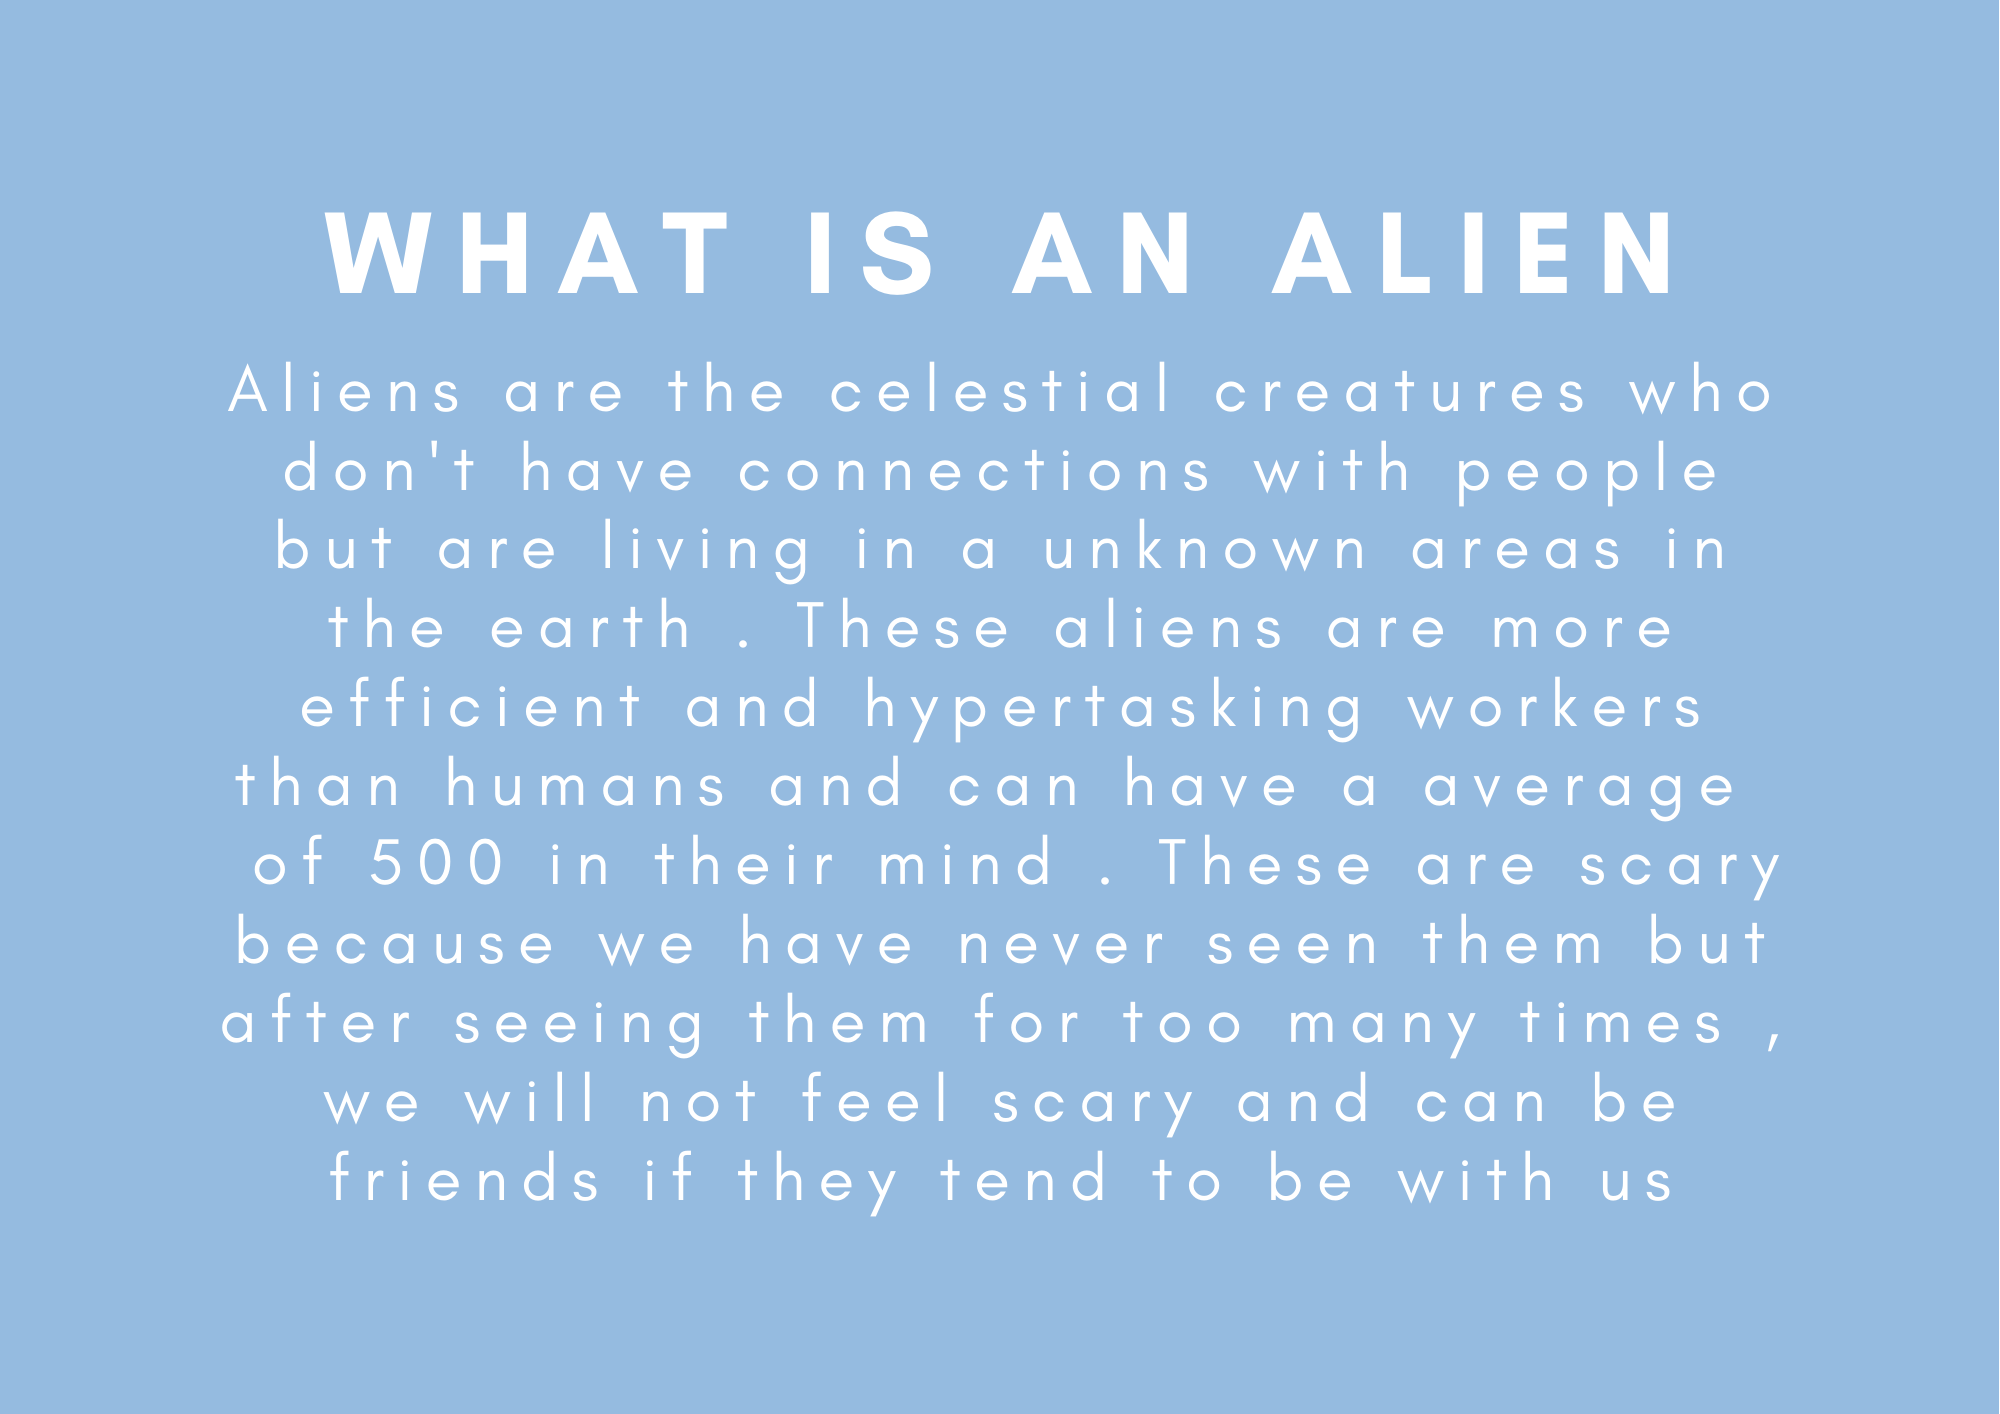 WHAT IS AN ALIEN
Aliens are the celestial creatures who
don't have connections with people
but are living in a unknown areas in
the earth . These aliens are more
efficient and hypertasking workers
than humans and can have a average
of 500 in their mind . These are scary
because we have never seen them but
after seeing them for too many times ,
we will not feel scary and can be
friends if they tend to be with us